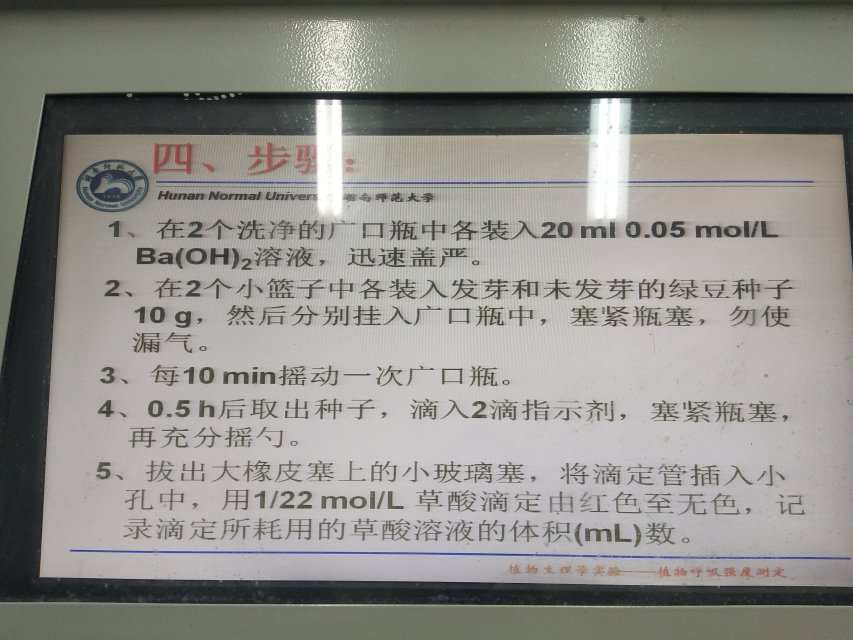 四、步骤：
Hunan Normal Univers 湖南师范大学
1、在2个洗净的广口瓶中各装入20 ml 0.05 mol/L
Ba(OH)₂溶液，迅速盖严。
2、在2个小篮子中各装入发芽和未发芽的绿豆种子
10 g，然后分别挂入广口瓶中，塞紧瓶塞，勿使
漏气。
3、每10 min摇动一次广口瓶。
4、0.5 h后取出种子，滴入2滴指示剂，塞紧瓶塞，
再充分摇匀。
5、拔出大橡皮塞上的小玻璃塞，将滴定管插入小
孔中，用1/22 mol/L 草酸滴定由红色至无色，记
录滴定所耗用的草酸溶液的体积(mL)数。
植物生理学实验——植物呼吸强度测定